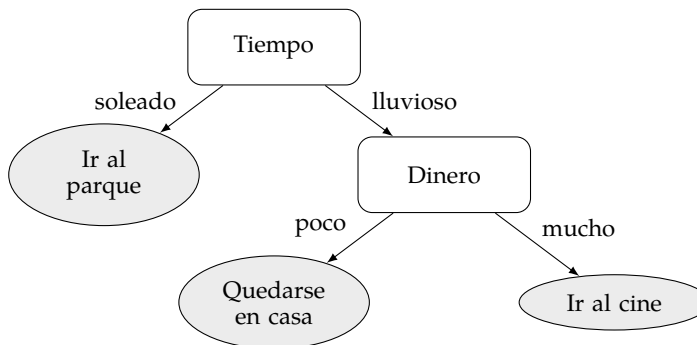 Tiempo
soleado
lluvioso
Ir al
parque
Dinero
poco
mucho
Quedarse
en casa
Ir al cine